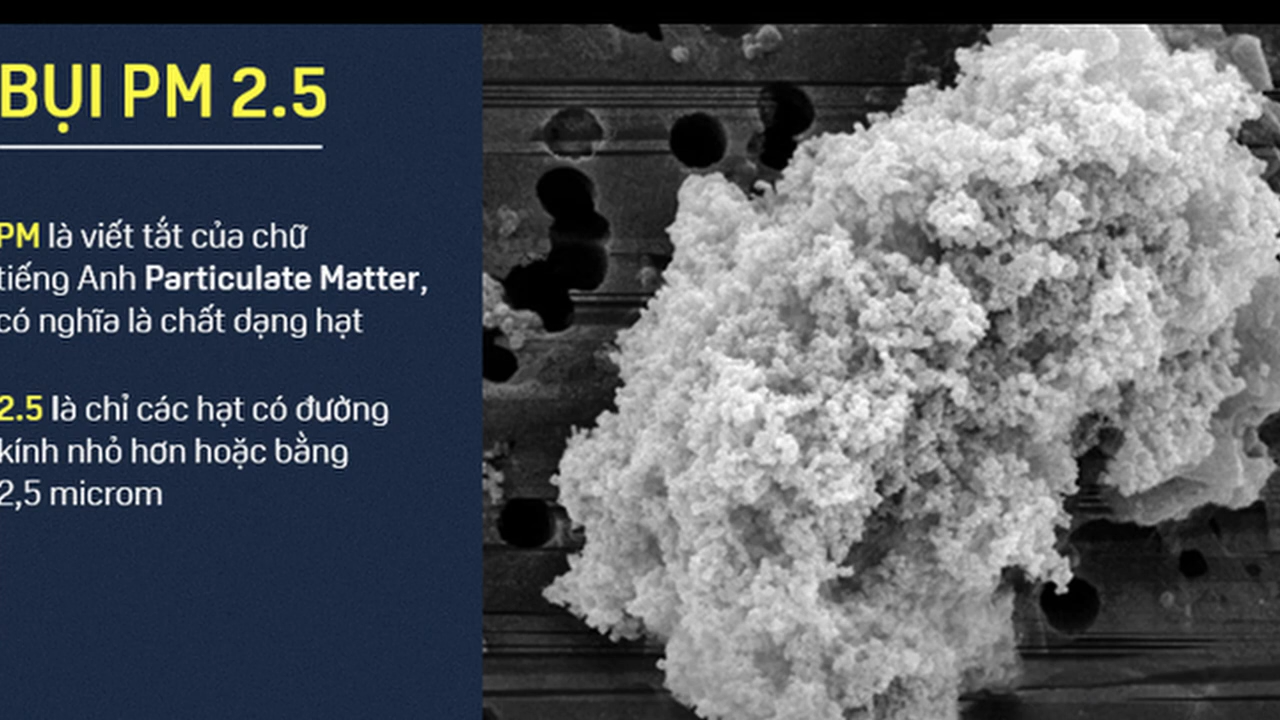 BỤI PM 2.5
PM là viết tắt của chữ
tiếng Anh Particulate Matter,
có nghĩa là chất dạng hạt
2.5 là chỉ các hạt có đường
kính nhỏ hơn hoặc bằng
2,5 microm